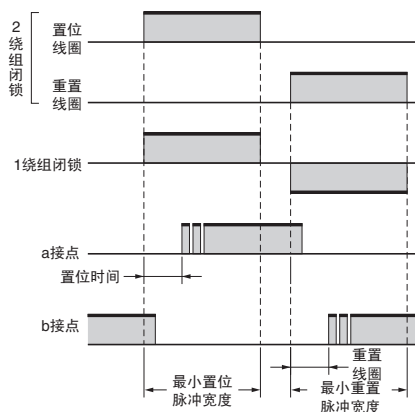 2绕组闭锁
置位
线圈
重置
线圈
1绕组闭锁
a接点
置位时间
b接点
重置
线圈
最小置位
脉冲宽度
最小重置
脉冲宽度